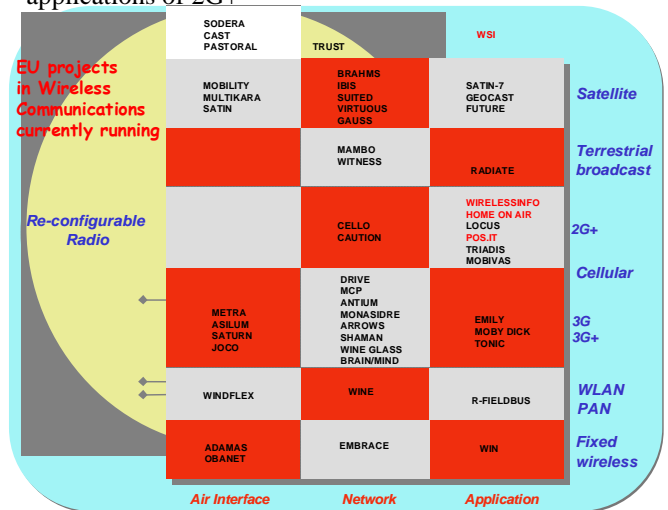 applications of 2G+
SODERA
CAST
PASTORAL
TRUST
WSI
EU projects
in Wireless
Communications
currently running
MOBILITY
MULTIKARA
SATIN
BRAHMS
IBIS
SUITED
VIRTUOUS
GAUSS
SATIN-7
GEOCAST
FUTURE
Satellite
MAMBO
WITNESS
RADIATE
Terrestrial
broadcast
Re-configurable
Radio
CELLO
CAUTION
WIRELESSINFO
HOME ON AIR
LOCUS
POS.IT
TRIADIS
MOBIVAS
2G+
Cellular
METRA
ASILUM
SATURN
JOCO
DRIVE
MCP
ANTIUM
MONASIDRE
ARROWS
SHAMAN
WINE GLASS
BRAIN/MIND
EMILY
MOBY DICK
TONIC
3G
3G+
WINDFLEX
WINE
R-FIELDBUS
WLAN
PAN
ADAMAS
OBANET
EMBRACE
WIN
Fixed
wireless
Air Interface
Network
Application